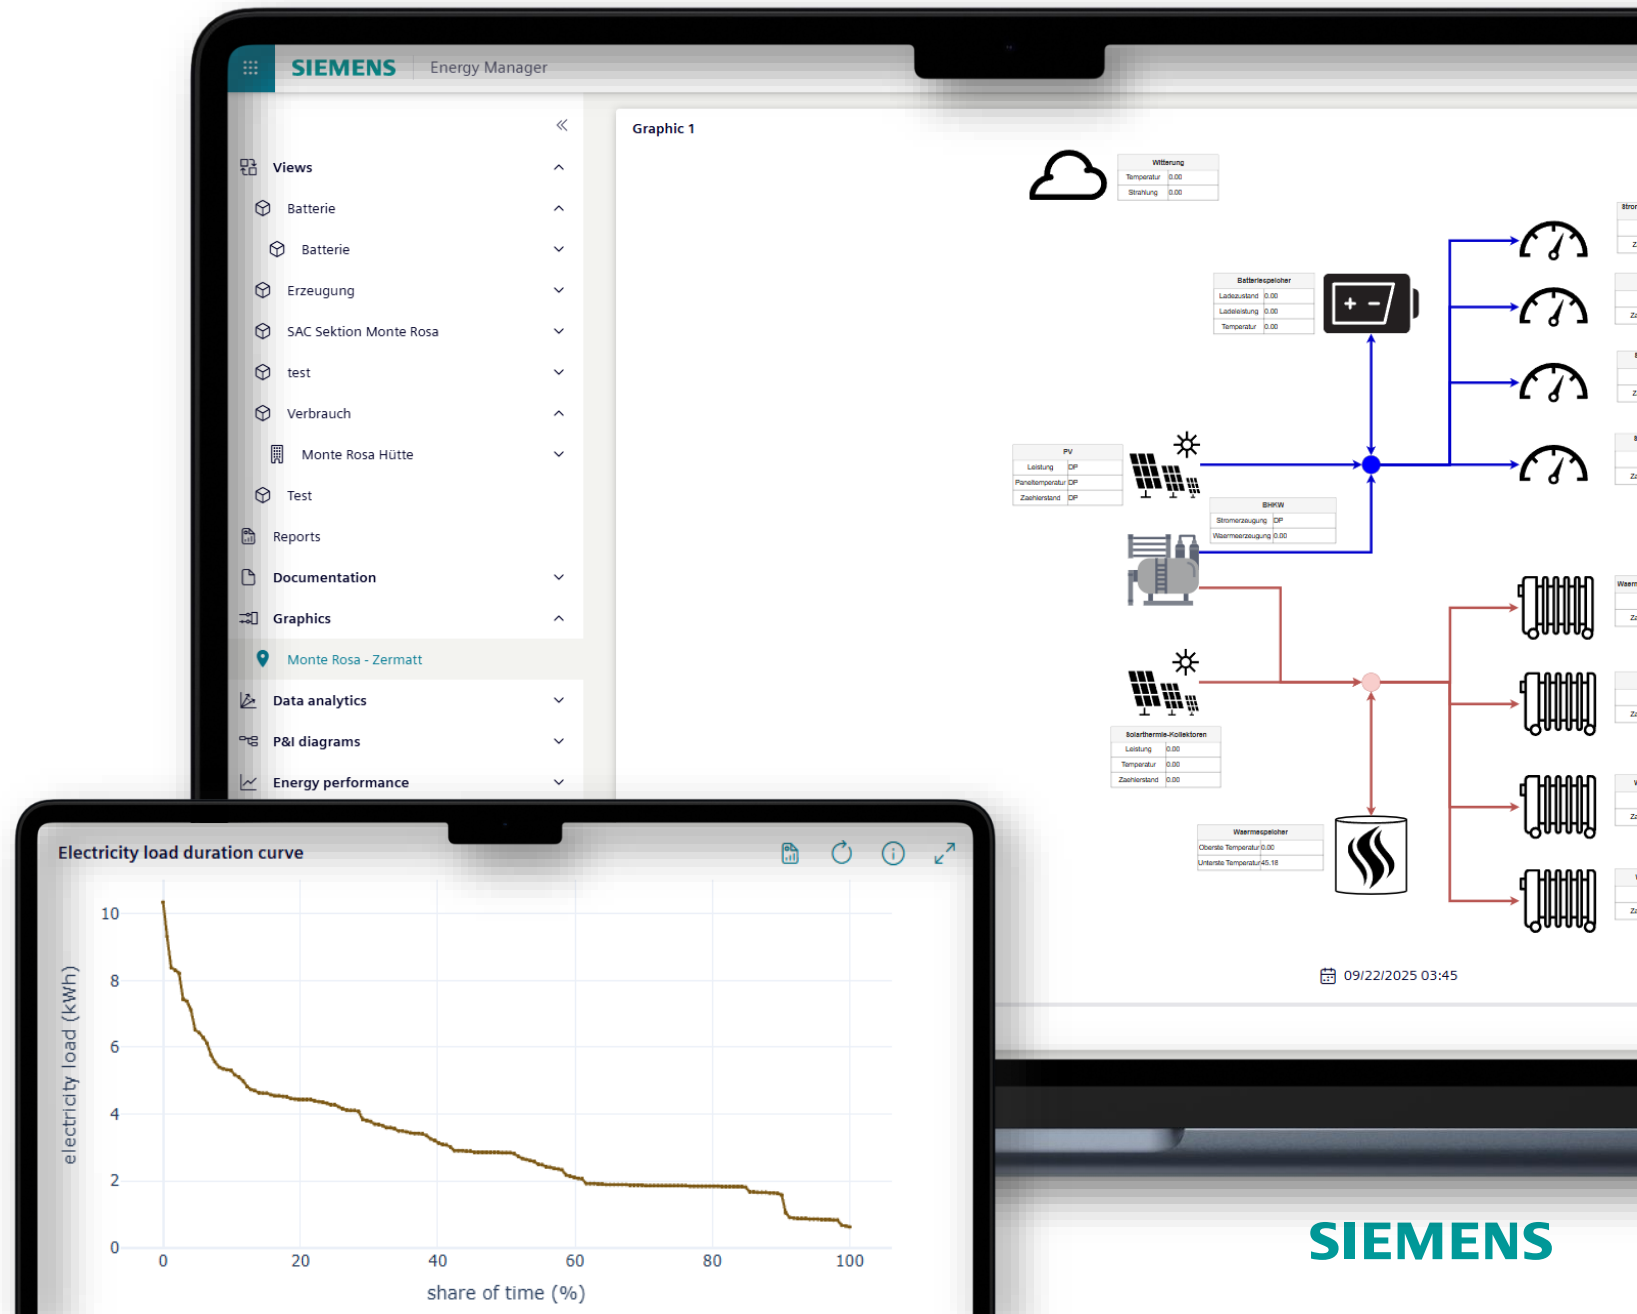 SIEMENS
Energy Manager
Views
Batterie
Batterie
Erzeugung
SAC Sektion Monte Rosa
test
Verbrauch
Monte Rosa Hütte
Test
Reports
Documentation
Graphics
Monte Rosa - Zermatt
Data analytics
P&I diagrams
Energy performance
Graphic 1
Witterung
Temperatur 0.00
Strahlung 0.00
Batteriespeicher
Ladezustand 0.00
Ladeleistung 0.00
Temperatur 0.00
PV
Leistung DP
Paneltemperatur DP
Zaehlerstand DP
BHKW
Stromerzeugung DP
Waermeerzeugung 0.00
Solarthermie-Kollektoren
Leistung 0.00
Temperatur 0.00
Zaehlerstand 0.00
Waermespeicher
Oberste Temperatur 0.00
Unterste Temperatur 45.18
09/22/2025 03:45
Electricity load duration curve
electricity load (kWh)
10
8
6
4
2
0
0 20 40 60 80 100
share of time (%)
SIEMENS